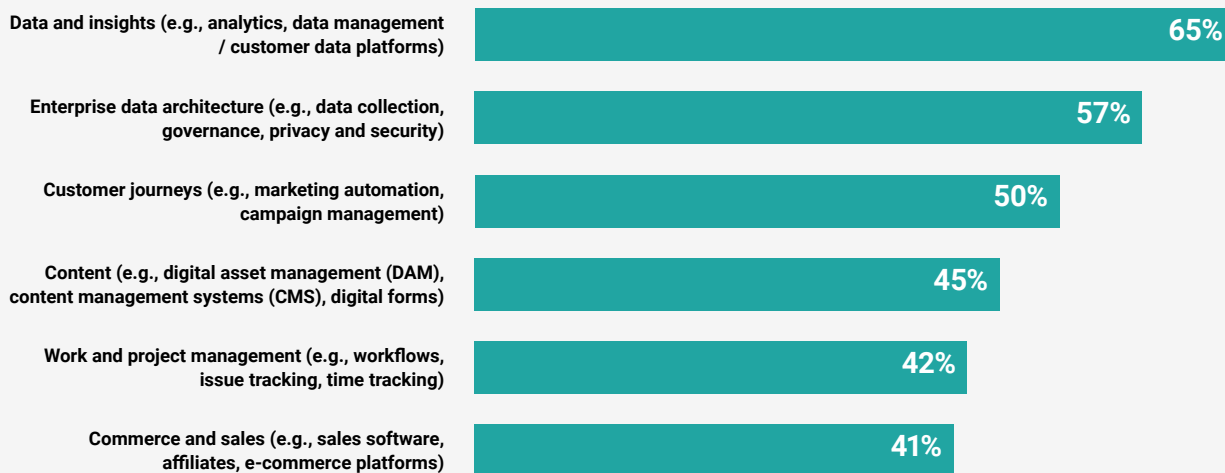 Data and insights (e.g., analytics, data management
/ customer data platforms)
65%
Enterprise data architecture (e.g., data collection,
governance, privacy and security)
57%
Customer journeys (e.g., marketing automation,
campaign management)
50%
Content (e.g., digital asset management (DAM),
content management systems (CMS), digital forms)
45%
Work and project management (e.g., workflows,
issue tracking, time tracking)
42%
Commerce and sales (e.g., sales software,
affiliates, e-commerce platforms)
41%